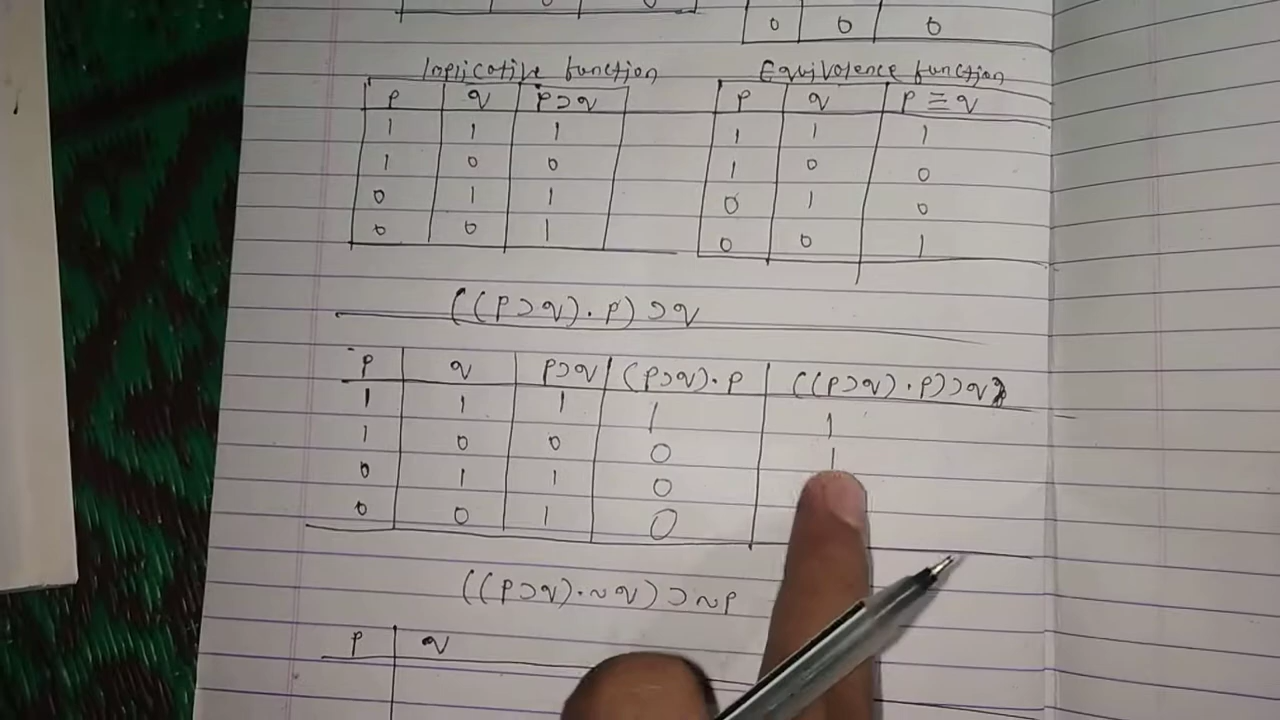 0 0 0
Implicative function Equivalence function
p q p⊃q p q p ≡ q
1 1 1 1 1 1
1 0 0 1 0 0
0 1 1 0 1 0
0 0 1 0 0 1
((p⊃q).p)⊃q
p q p⊃q (p⊃q).p ((p⊃q).p)⊃q
1 1 1 1 1
1 0 0 0 1
0 1 1 0
0 0 1 0
((p⊃q).~q)⊃~p
p q